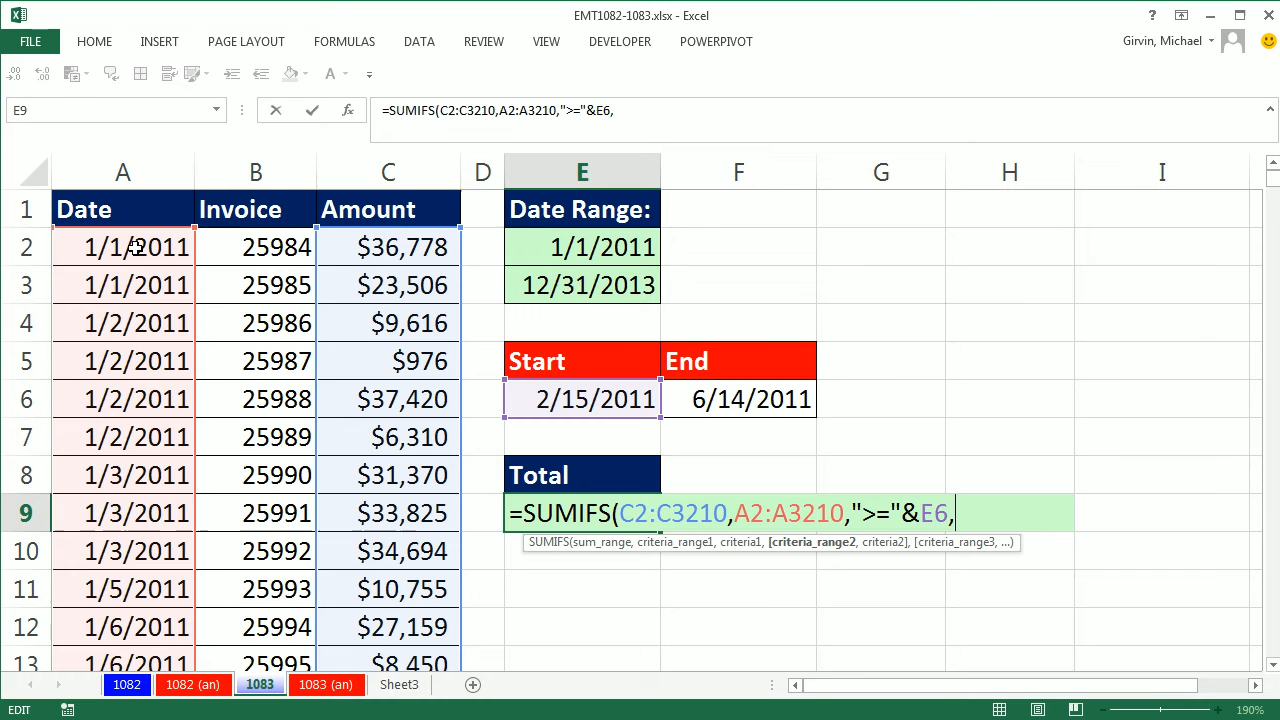 EMT1082-1083.xlsx - Excel
FILE HOME INSERT PAGE LAYOUT FORMULAS DATA REVIEW VIEW DEVELOPER POWERPIVOT Girvin, Michael
E9 =SUMIFS(C2:C3210,A2:A3210,">="&E6,
A B C D E F G H I
1 Date Invoice Amount Date Range:
2 1/1/2011 25984 $36,778 1/1/2011
3 1/1/2011 25985 $23,506 12/31/2013
4 1/2/2011 25986 $9,616
5 1/2/2011 25987 $976 Start End
6 1/2/2011 25988 $37,420 2/15/2011 6/14/2011
7 1/2/2011 25989 $6,310
8 1/3/2011 25990 $31,370 Total
9 1/3/2011 25991 $33,825 =SUMIFS(C2:C3210,A2:A3210,">="&E6,
SUMIFS(sum_range, criteria_range1, criteria1, [criteria_range2, criteria2], [criteria_range3, ...)
10 1/3/2011 25992 $34,694
11 1/5/2011 25993 $10,755
12 1/6/2011 25994 $27,159
13 1/6/2011 25995 $8,450
1082 1082 (an) 1083 1083 (an) Sheet3
EDIT 190%